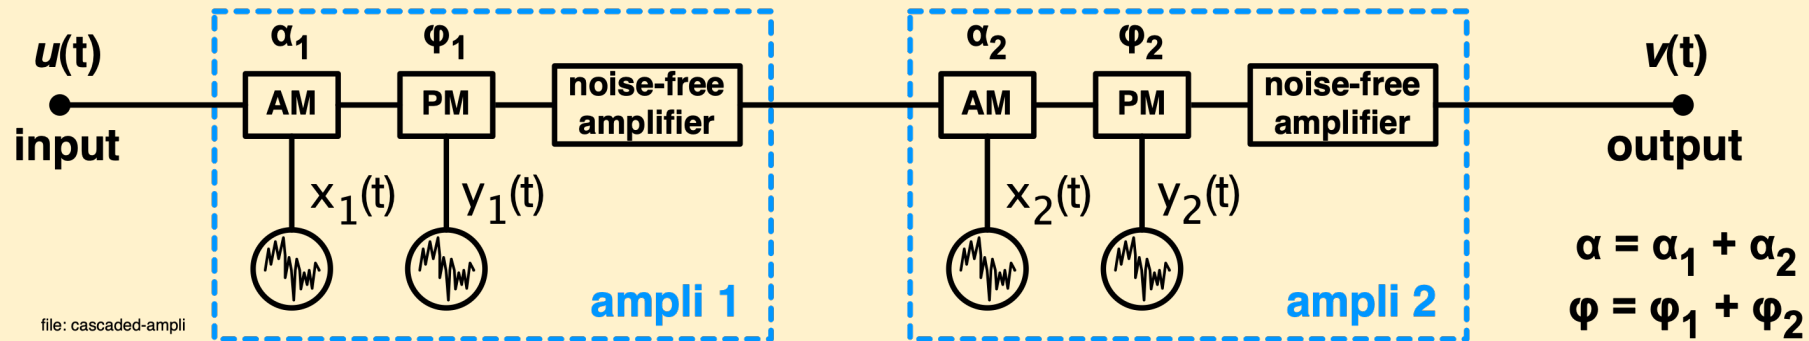 α1 φ1 α2 φ2
u(t) v(t)
AM PM noise-free amplifier AM PM noise-free amplifier
input output
x1(t) y1(t) x2(t) y2(t)
α = α1 + α2
ampli 1 ampli 2 φ = φ1 + φ2
file: cascaded-ampli